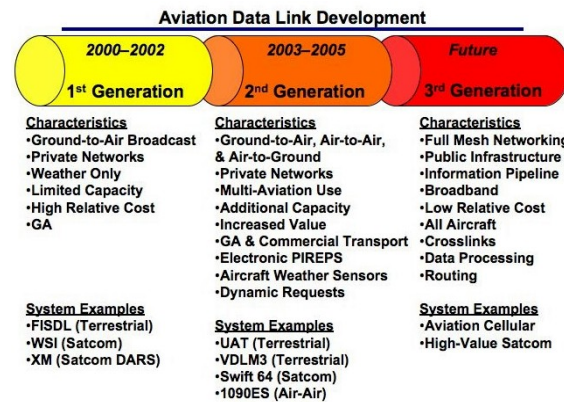 Aviation Data Link Development
2000–2002
1st Generation
Characteristics
•Ground-to-Air Broadcast
•Private Networks
•Weather Only
•Limited Capacity
•High Relative Cost
•GA
System Examples
•FISDL (Terrestrial)
•WSI (Satcom)
•XM (Satcom DARS)
2003–2005
2nd Generation
Characteristics
•Ground-to-Air, Air-to-Air,
& Air-to-Ground
•Private Networks
•Multi-Aviation Use
•Additional Capacity
•Increased Value
•GA & Commercial Transport
•Electronic PIREPS
•Aircraft Weather Sensors
•Dynamic Requests
System Examples
•UAT (Terrestrial)
•VDLM3 (Terrestrial)
•Swift 64 (Satcom)
•1090ES (Air-Air)
Future
3rd Generation
Characteristics
•Full Mesh Networking
•Public Infrastructure
•Information Pipeline
•Broadband
•Low Relative Cost
•All Aircraft
•Crosslinks
•Data Processing
•Routing
System Examples
•Aviation Cellular
•High-Value Satcom